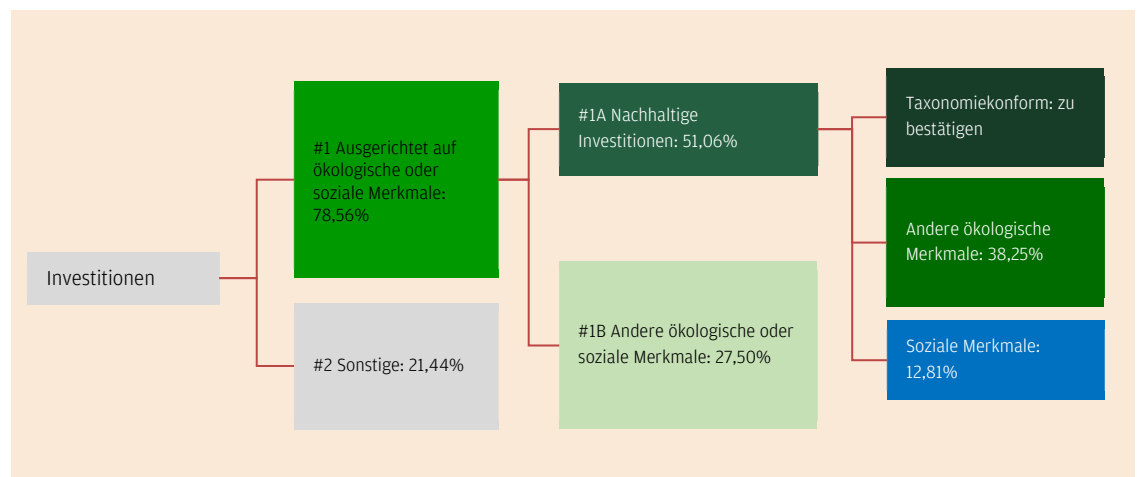 Investitionen
#1 Ausgerichtet auf
ökologische oder
soziale Merkmale:
78,56%
#2 Sonstige: 21,44%
#1A Nachhaltige
Investitionen: 51,06%
#1B Andere ökologische oder
soziale Merkmale: 27,50%
Taxonomiekonform: zu
bestätigen
Andere ökologische
Merkmale: 38,25%
Soziale Merkmale:
12,81%